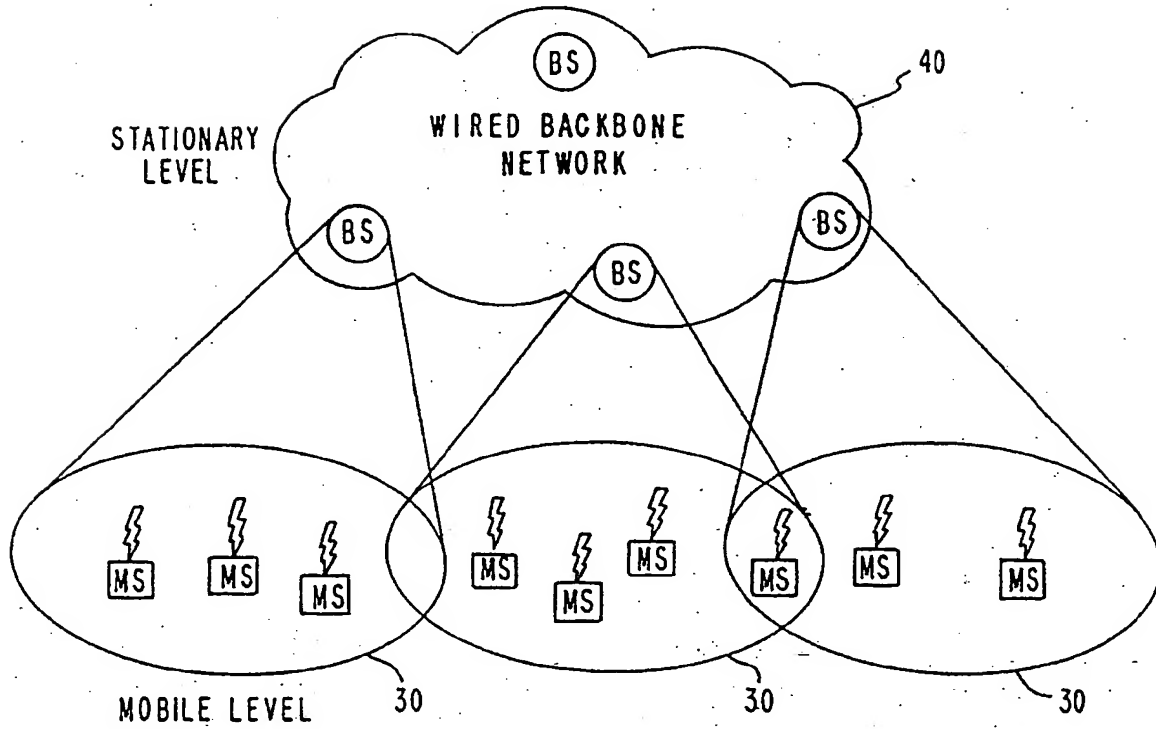 BS
40
STATIONARY
LEVEL
WIRED BACKBONE
NETWORK
BS
BS
BS
MS
MS
MS
MS
MS
MS
MS
MS
MS
30
30
30
MOBILE LEVEL